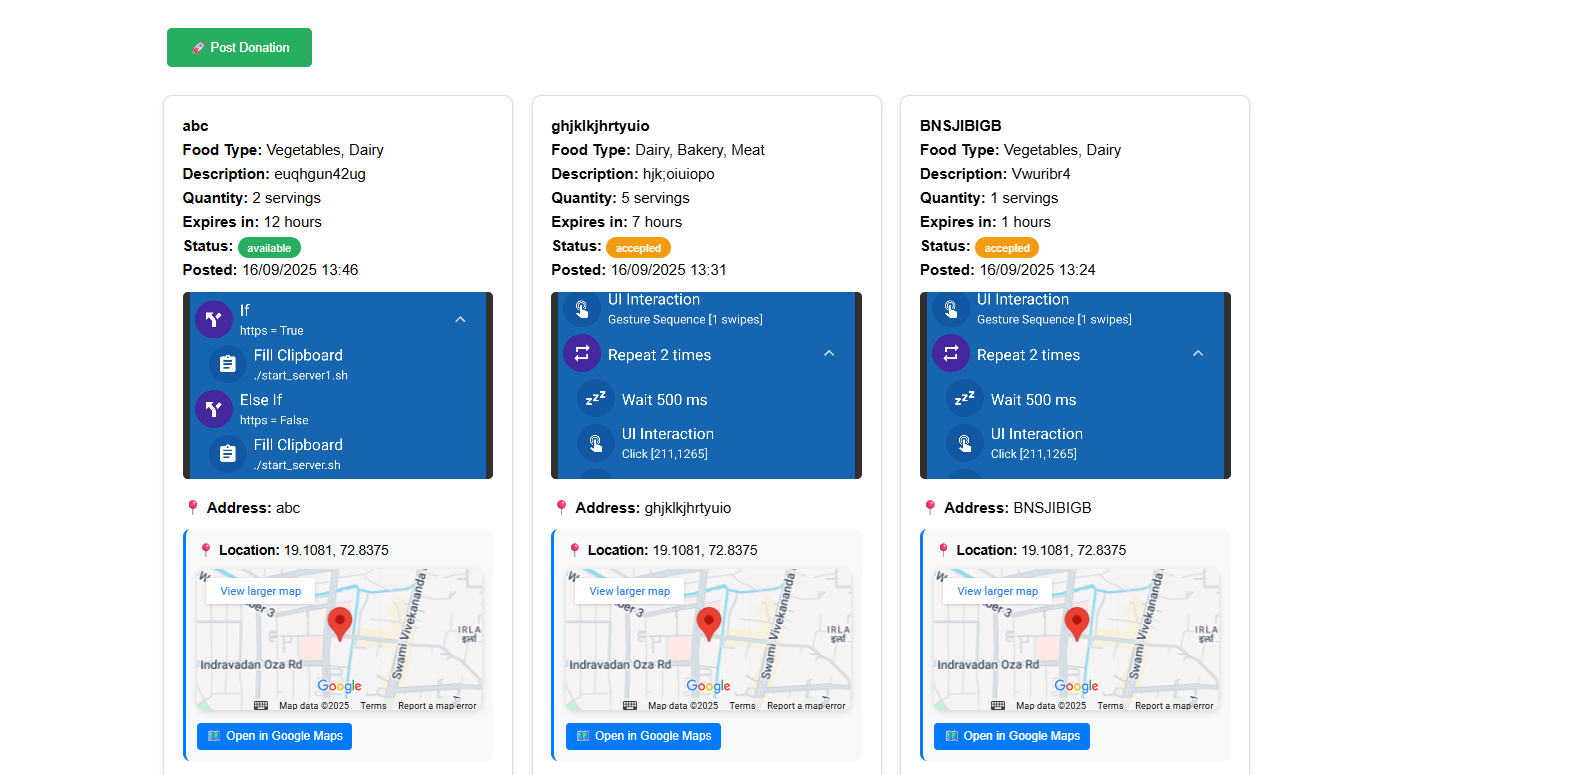 🚀 Post Donation
abc
Food Type: Vegetables, Dairy
Description: euqhgun42ug
Quantity: 2 servings
Expires in: 12 hours
Status: available
Posted: 16/09/2025 13:46
If
https = True
Fill Clipboard
./start_server1.sh
Else If
https = False
Fill Clipboard
./start_server.sh
📍 Address: abc
📍 Location: 19.1081, 72.8375
View larger map
ber 3
Swami Vivekananda
IRLA
इर्ला
Indravadan Oza Rd
Google
Map data ©2025 Terms Report a map error
Open in Google Maps
ghjklkjhrtyuio
Food Type: Dairy, Bakery, Meat
Description: hjk;oiuiopo
Quantity: 5 servings
Expires in: 7 hours
Status: accepted
Posted: 16/09/2025 13:31
UI Interaction
Gesture Sequence [1 swipes]
Repeat 2 times
Wait 500 ms
UI Interaction
Click [211,1265]
📍 Address: ghjklkjhrtyuio
📍 Location: 19.1081, 72.8375
View larger map
ber 3
Swami Vivekananda
IRLA
इर्ला
Indravadan Oza Rd
Google
Map data ©2025 Terms Report a map error
Open in Google Maps
BNSJIBIGB
Food Type: Vegetables, Dairy
Description: Vwuribr4
Quantity: 1 servings
Expires in: 1 hours
Status: accepted
Posted: 16/09/2025 13:24
UI Interaction
Gesture Sequence [1 swipes]
Repeat 2 times
Wait 500 ms
UI Interaction
Click [211,1265]
📍 Address: BNSJIBIGB
📍 Location: 19.1081, 72.8375
View larger map
ber 3
Swami Vivekananda
IRLA
इर्ला
Indravadan Oza Rd
Google
Map data ©2025 Terms Report a map error
Open in Google Maps